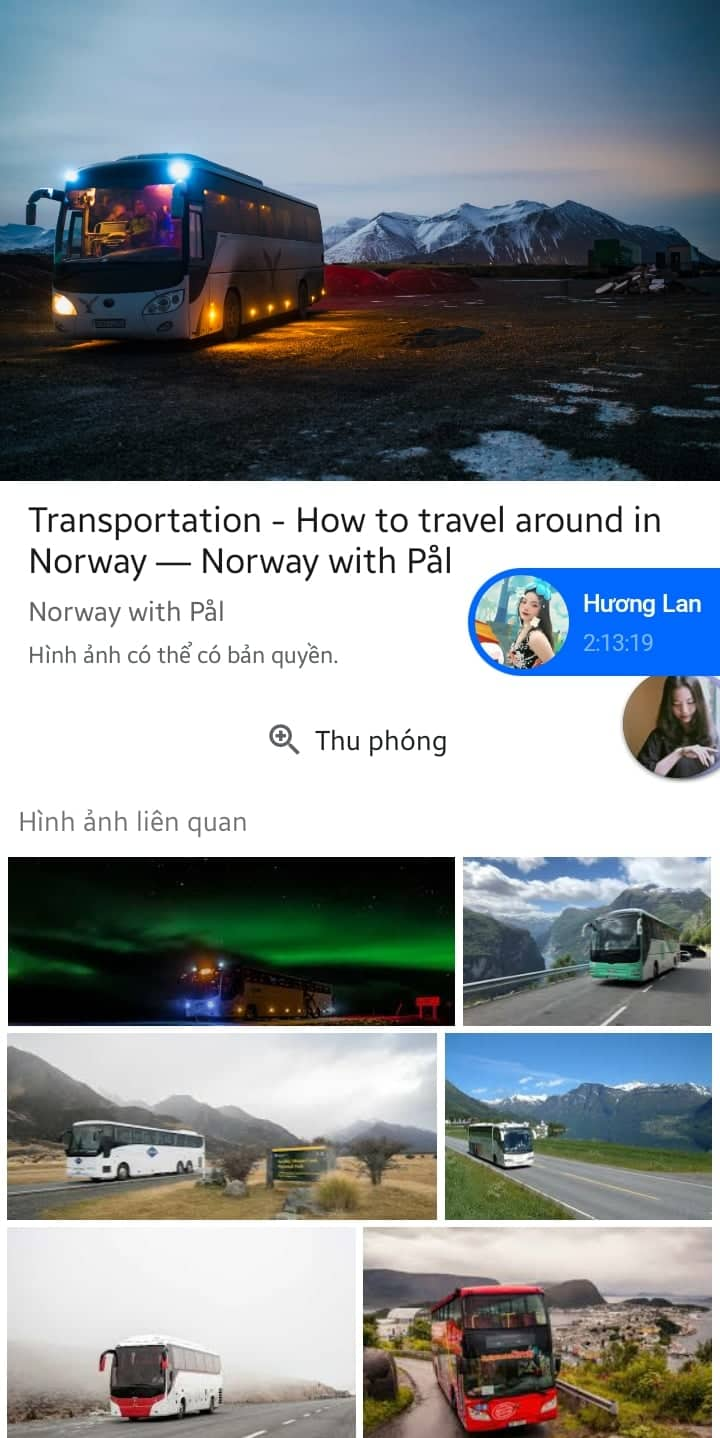 Transportation - How to travel around in
Norway — Norway with Pål
Norway with Pål
Hình ảnh có thể có bản quyền.
Hương Lan
2:13:19
Thu phóng
Hình ảnh liên quan